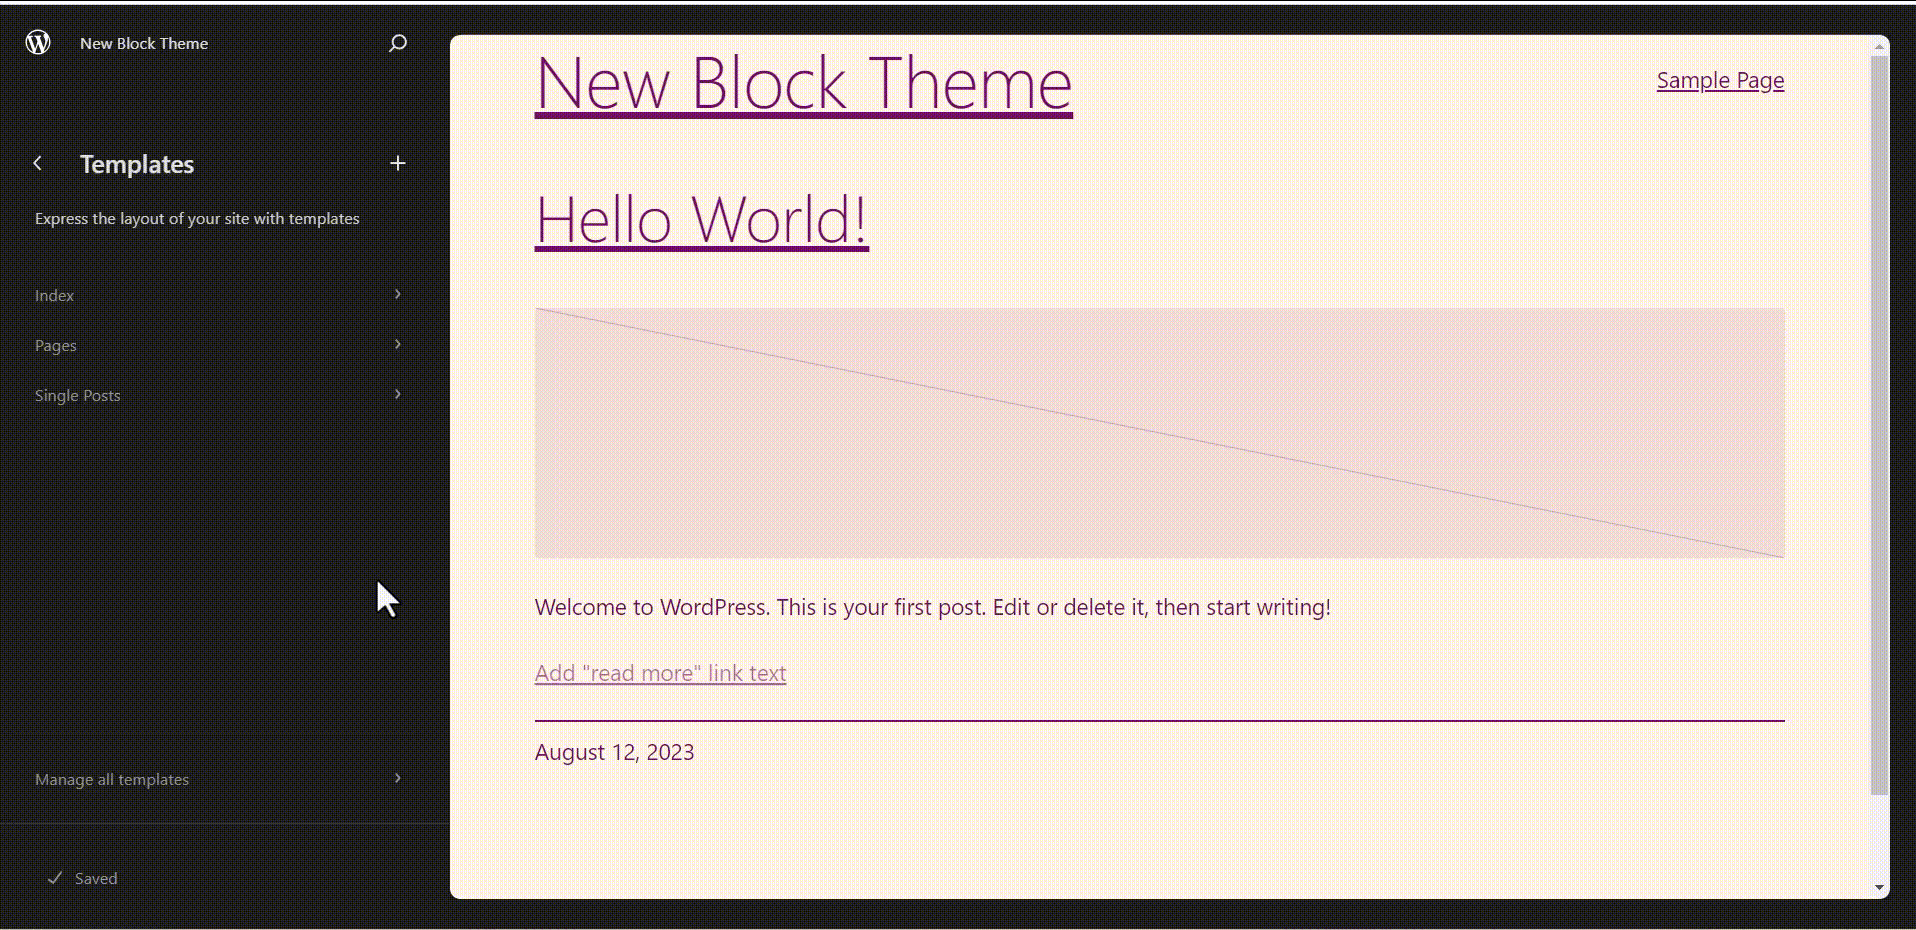 New Block Theme
Templates
Express the layout of your site with templates
Index
Pages
Single Posts
Manage all templates
Saved
New Block Theme
Sample Page
Hello World!
Welcome to WordPress. This is your first post. Edit or delete it, then start writing!
Add "read more" link text
August 12, 2023